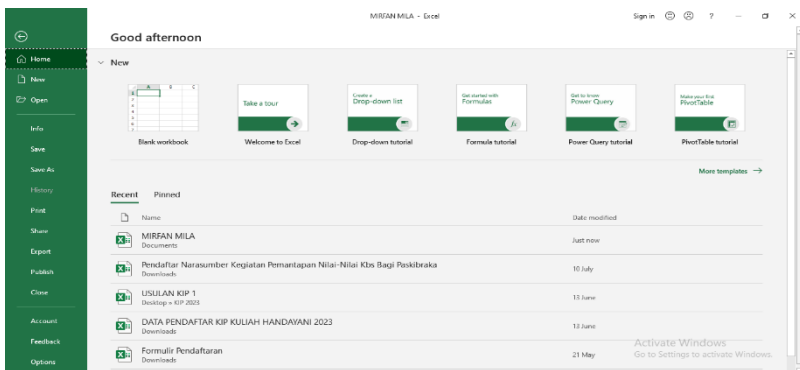 MIRFAN MILA - Excel
Sign in
?
Good afternoon
Home
New
Open
Info
Save
Save As
History
Print
Share
Export
Publish
Close
Account
Feedback
Options
New
A B C
Blank workbook
Take a tour
Welcome to Excel
Create a
Drop-down list
Drop-down tutorial
Get started with
Formulas
fx
Formula tutorial
Get to know
Power Query
Power Query tutorial
Make your first
PivotTable
PivotTable tutorial
More templates
Recent Pinned
Name Date modified
MIRFAN MILA
Documents
Just now
Pendaftar Narasumber Kegiatan Pemantapan Nilai-Nilai Kbs Bagi Paskibraka
Downloads
10 July
USULAN KIP 1
Desktop » KIP 2023
13 June
DATA PENDAFTAR KIP KULIAH HANDAYANI 2023
Downloads
13 June
Formulir Pendaftaran
Downloads
21 May
Activate Windows
Go to Settings to activate Windows.